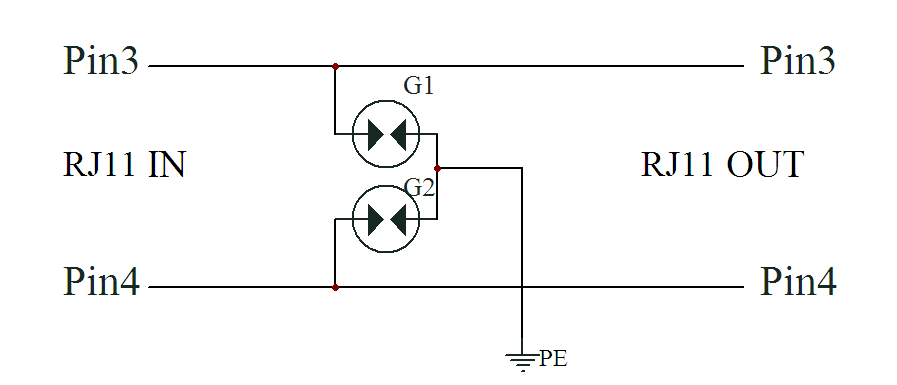 Pin3
Pin3
G1
RJ11 IN
RJ11 OUT
G2
Pin4
Pin4
PE